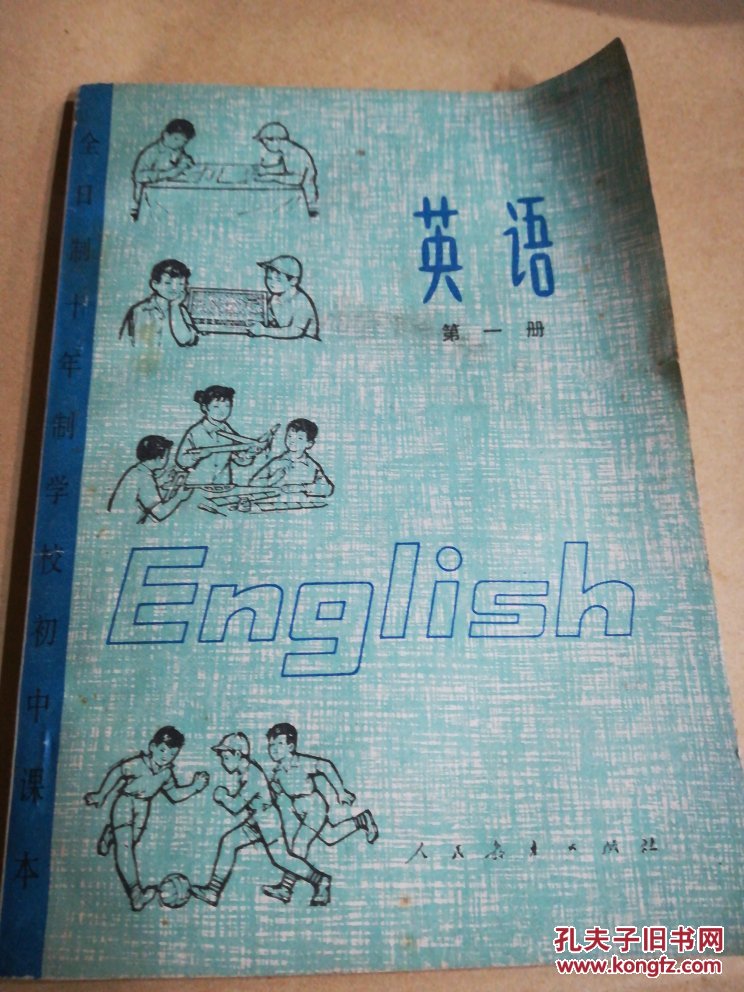 全日制十年制学校初中课本
英语
第一册
English
人民教育出版社
孔夫子旧书网
www.kongfz.com